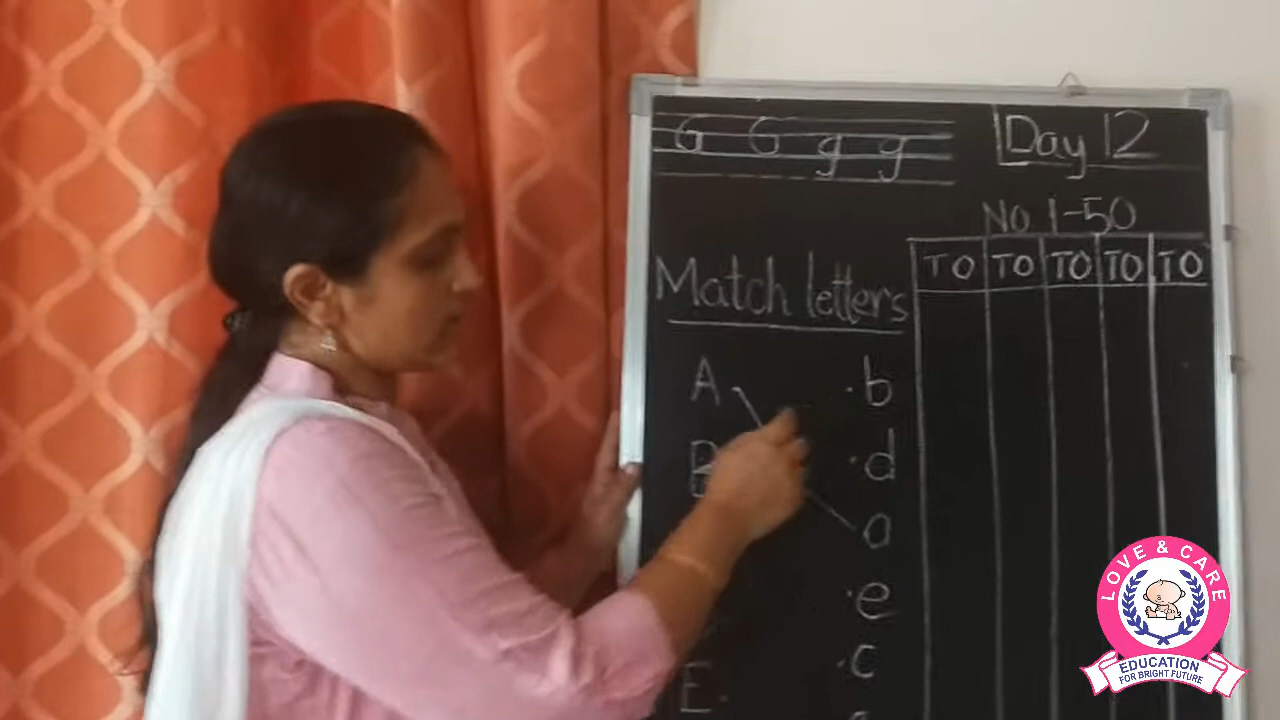 G G g g
Day 12
No 1-50
TO TO TO TO TO
Match letters
A b
B d
a
e
c
E
LOVE & CARE
EDUCATION
FOR BRIGHT FUTURE